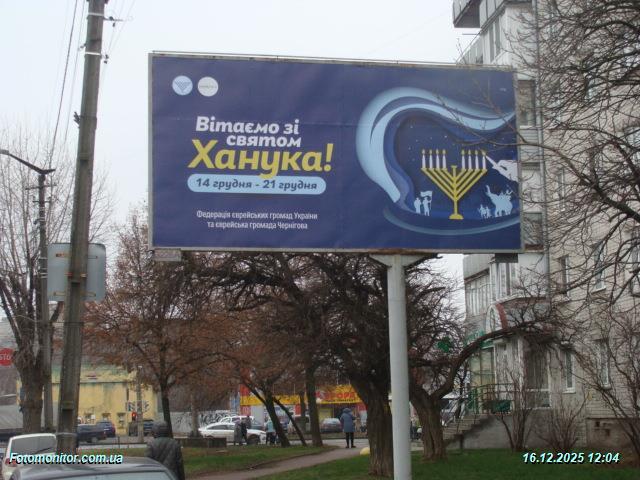 Вітаємо зі
святом
Ханука!
14 грудня - 21 грудня
Федерація єврейських громад України
та єврейська громада Чернігова
Fotomonitor.com.ua
16.12.2025 12:04